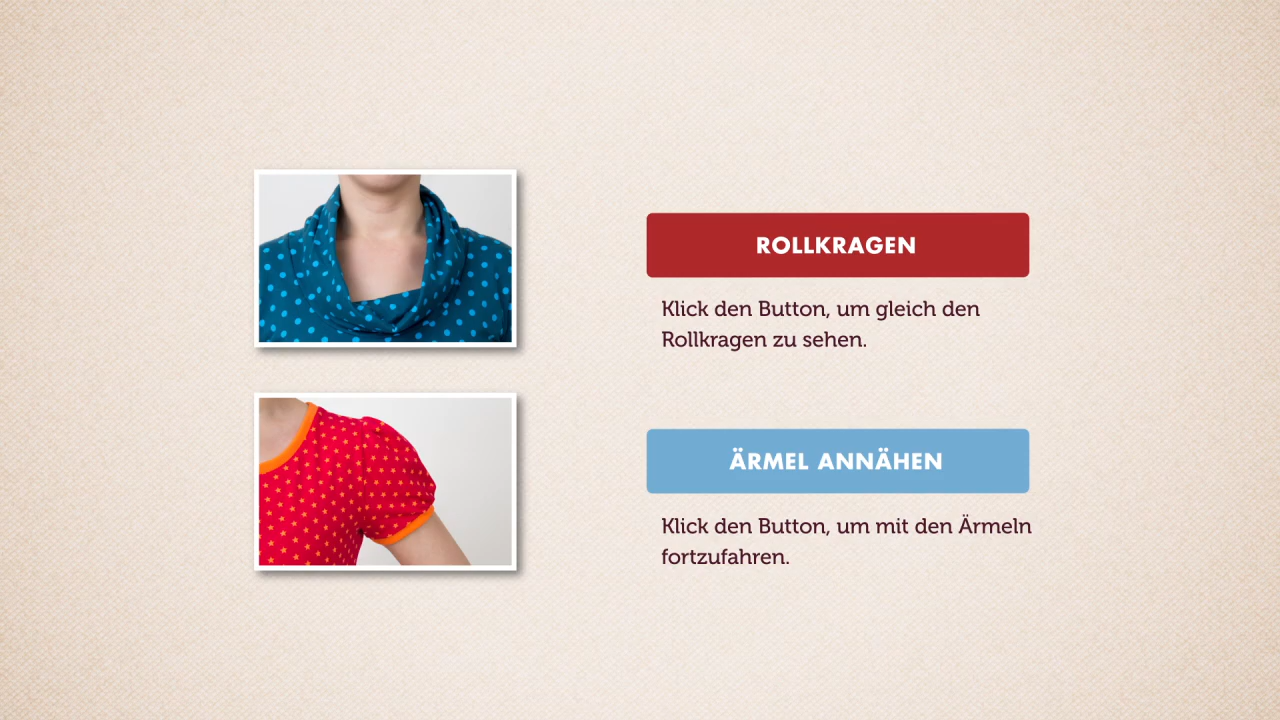 ROLLKRAGEN
Klick den Button, um gleich den
Rollkragen zu sehen.
ÄRMEL ANNÄHEN
Klick den Button, um mit den Ärmeln
fortzufahren.